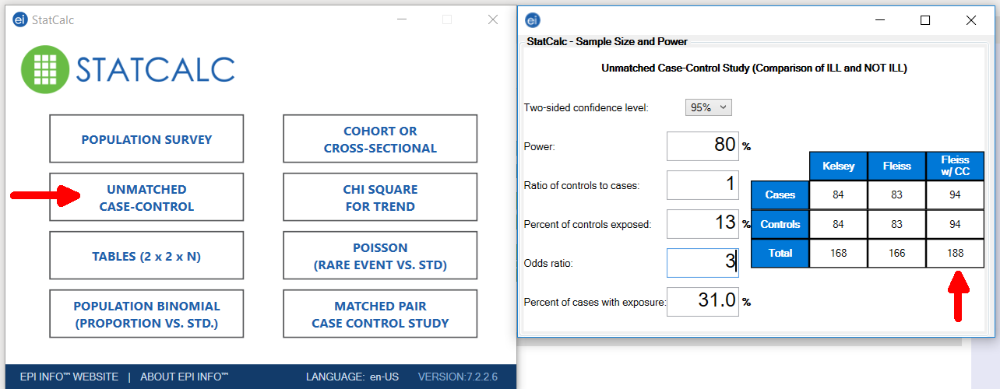 ei StatCalc
STATCALC
POPULATION SURVEY
COHORT OR
CROSS-SECTIONAL
UNMATCHED
CASE-CONTROL
CHI SQUARE
FOR TREND
TABLES (2 x 2 x N)
POISSON
(RARE EVENT VS. STD)
POPULATION BINOMIAL
(PROPORTION VS. STD.)
MATCHED PAIR
CASE CONTROL STUDY
EPI INFO™ WEBSITE | ABOUT EPI INFO™ LANGUAGE: en-US VERSION:7.2.2.6
ei
StatCalc - Sample Size and Power
Unmatched Case-Control Study (Comparison of ILL and NOT ILL)
Two-sided confidence level: 95%
Power: 80 %
Ratio of controls to cases: 1
Percent of controls exposed: 13 %
Odds ratio: 3
Percent of cases with exposure: 31.0 %
Kelsey Fleiss Fleiss
w/ CC
Cases 84 83 94
Controls 84 83 94
Total 168 166 188